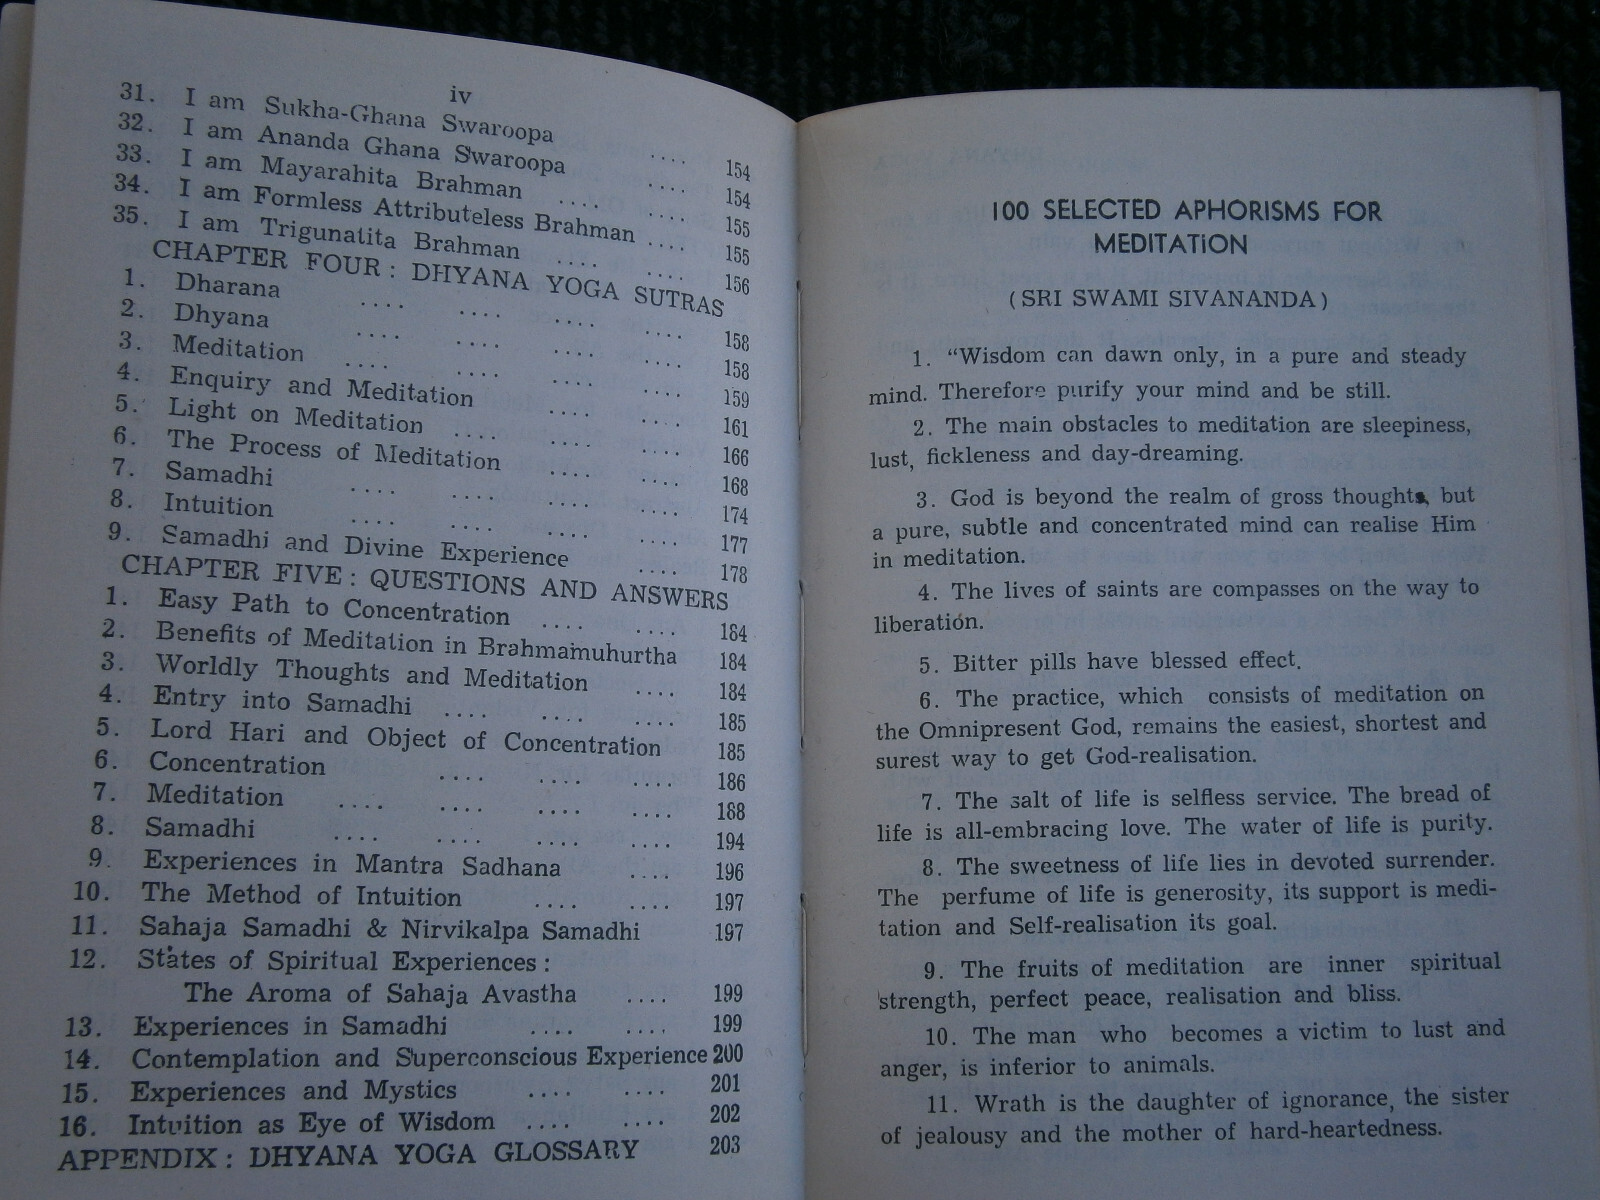 iv
31. I am Sukha-Ghana Swaroopa .... 154
32. I am Ananda Ghana Swaroopa .... 154
33. I am Mayarahita Brahman .... .... 155
34. I am Formless Attributeless Brahman .... 155
35. I am Trigunatita Brahman .... .... 156
CHAPTER FOUR: DHYANA YOGA SUTRAS
1. Dharana .... .... .... .... 158
2. Dhyana .... .... .... .... 158
3. Meditation .... .... .... .... 159
4. Enquiry and Meditation .... .... 161
5. Light on Meditation .... .... .... 166
6. The Process of Meditation .... .... 168
7. Samadhi .... .... .... .... 174
8. Intuition .... .... .... .... 177
9. Samadhi and Divine Experience .... 178
CHAPTER FIVE: QUESTIONS AND ANSWERS
1. Easy Path to Concentration .... .... 184
2. Benefits of Meditation in Brahmamuhurtha 184
3. Worldly Thoughts and Meditation .... 184
4. Entry into Samadhi .... .... .... 185
5. Lord Hari and Object of Concentration 185
6. Concentration .... .... .... 186
7. Meditation .... .... .... .... 188
8. Samadhi .... .... .... .... 194
9. Experiences in Mantra Sadhana .... 196
10. The Method of Intuition .... .... 197
11. Sahaja Samadhi & Nirvikalpa Samadhi 197
12. States of Spiritual Experiences:
The Aroma of Sahaja Avastha .... 199
13. Experiences in Samadhi .... .... 199
14. Contemplation and Superconscious Experience 200
15. Experiences and Mystics .... .... 201
16. Intuition as Eye of Wisdom .... .... 202
APPENDIX: DHYANA YOGA GLOSSARY 203
100 SELECTED APHORISMS FOR
MEDITATION
(SRI SWAMI SIVANANDA)
1. “Wisdom can dawn only, in a pure and steady
mind. Therefore purify your mind and be still.
2. The main obstacles to meditation are sleepiness,
lust, fickleness and day-dreaming.
3. God is beyond the realm of gross thoughts, but
a pure, subtle and concentrated mind can realise Him
in meditation.
4. The lives of saints are compasses on the way to
liberation.
5. Bitter pills have blessed effect.
6. The practice, which consists of meditation on
the Omnipresent God, remains the easiest, shortest and
surest way to get God-realisation.
7. The salt of life is selfless service. The bread of
life is all-embracing love. The water of life is purity.
8. The sweetness of life lies in devoted surrender.
The perfume of life is generosity, its support is medi-
tation and Self-realisation its goal.
9. The fruits of meditation are inner spiritual
strength, perfect peace, realisation and bliss.
10. The man who becomes a victim to lust and
anger, is inferior to animals.
11. Wrath is the daughter of ignorance, the sister
of jealousy and the mother of hard-heartedness.